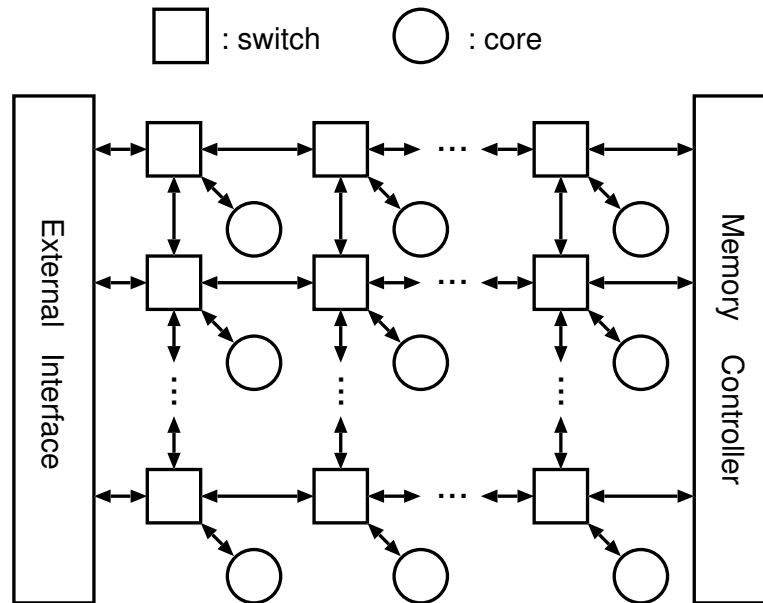 : switch
: core
External Interface
Memory Controller
...
...
...
...
...
...